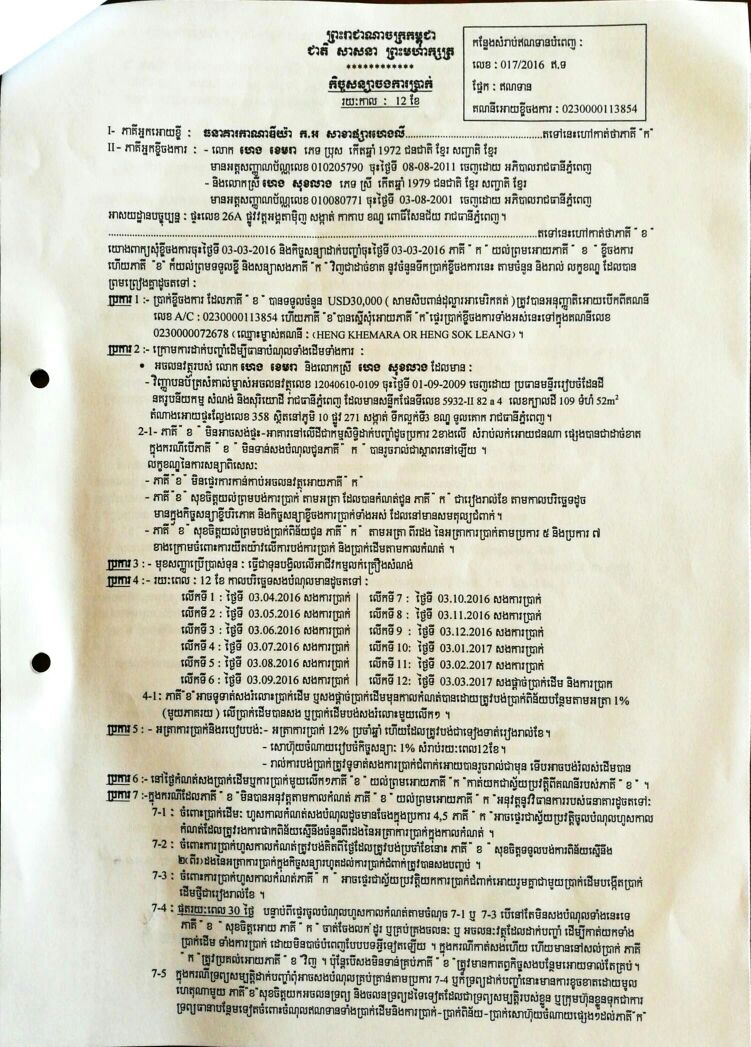 ព្រះរាជាណាចក្រកម្ពុជា
ជាតិ សាសនា ព្រះមហាក្សត្រ
************
កិច្ចសន្យាចងការប្រាក់
រយៈកាល : 12 ខែ
កន្លែងសំរាប់ឥណទានបំពេញ :
លេខ : 017/2016 ឥ.ទ
ផ្នែក : ឥណទាន
គណនីអោយខ្ចីចងការ : 0230000113854
I- ភាគីអ្នកអោយខ្ចី : ធនាគារកាណាឌីយ៉ា ក.អ សាខាផ្សារហេងលី........តទៅនេះហៅកាត់ថាភាគី "ក"
II - ភាគីអ្នកខ្ចីចងការ : - លោក ហេង ខេមរា ភេទ ប្រុស កើតឆ្នាំ 1972 ជនជាតិ ខ្មែរ សញ្ជាតិ ខ្មែរ
មានអត្តសញ្ញាណប័ណ្ណលេខ 010205790 ចុះថ្ងៃទី 08-08-2011 ចេញដោយ អភិបាលរាជធានីភ្នំពេញ
- និងលោកស្រី ហេង សុខលាង ភេទ ស្រី កើតឆ្នាំ 1979 ជនជាតិ ខ្មែរ សញ្ជាតិ ខ្មែរ
មានអត្តសញ្ញាណប័ណ្ណលេខ 010080771 ចុះថ្ងៃទី 03-08-2001 ចេញដោយ អភិបាលរាជធានីភ្នំពេញ
អាសយដ្ឋានបច្ចុប្បន្ន : ផ្ទះលេខ 26A ផ្លូវវត្តអង្គតាម៉ិញ សង្កាត់ កាកាប ខណ្ឌ ពោធិ៍សែនជ័យ រាជធានីភ្នំពេញ។
........តទៅនេះហៅកាត់ថាភាគី "ខ"
យោងពាក្យសុំខ្ចីចងការចុះថ្ងៃទី 03-03-2016 និងកិច្ចសន្យាដាក់បញ្ចាំចុះថ្ងៃទី 03-03-2016 ភាគី " ក " យល់ព្រមអោយភាគី " ខ " ខ្ចីចងការ
ហើយភាគី "ខ" ក៏យល់ព្រមទទួលខ្ចី និងសន្យាសងភាគី "ក" វិញជាដាច់ខាត នូវចំនួនទឹកប្រាក់ខ្ចីចងការនេះ តាមចំនួន និងរាល់ លក្ខខណ្ឌ ដែលបាន
ព្រមព្រៀងគ្នាដូចតទៅ :
ប្រការ 1 :- ប្រាក់ខ្ចីចងការ ដែលភាគី " ខ " បានទទួលចំនួន USD30,000 ( សាមសិបពាន់ដុល្លារអាមេរិកគត់ ) ត្រូវបានអនុញ្ញាតិអោយបើកពីគណនី
លេខ A/C : 0230000113854 ហើយភាគី "ខ"បានស្នើសុំអោយភាគី "ក"ផ្ទេរប្រាក់ខ្ចីចងការទាំងអស់នេះទៅក្នុងគណនីលេខ
0230000072678 (ឈ្មោះម្ចាស់គណនី : (HENG KHEMARA OR HENG SOK LEANG) ។
ប្រការ 2 :- ក្រោមការដាក់បញ្ចាំដើម្បីធានាបំណុលទាំងដើមទាំងការ :
• អចលនវត្ថុរបស់ លោក ហេង ខេមរា និងលោកស្រី ហេង សុខលាង ដែលមាន :
- វិញ្ញាបនប័ត្រសំគាល់ម្ចាស់អចលនវត្ថុលេខ 12040610-0109 ចុះថ្ងៃទី 01-09-2009 ចេញដោយ ប្រធានមន្ទីររៀបចំដែនដី
នគរូបនីយកម្ម សំណង់ និងសុរិយោដី រាជធានីភ្នំពេញ ដែលមានសន្លឹកផែនទីលេខ 5932-II 82 a 4 លេខក្បាលដី 109 ទំហំ 52m²
តំណាងអោយផ្ទះល្វែងលេខ 358 ស្ថិតនៅភូមិ 10 ផ្លូវ 271 សង្កាត់ ទឹកល្អក់ទី3 ខណ្ឌ ទួលគោក រាជធានីភ្នំពេញ។
2-1- ភាគី "ខ" មិនអាចសង់ផ្ទះ-អាគារនៅលើដីជាកម្មសិទ្ធិដាក់បញ្ចាំដូចប្រការ 2ខាងលើ សំរាប់លក់អោយជនណា ផ្សេងបានជាដាច់ខាត
ក្នុងករណីបើភាគី " ខ " មិនទាន់សងបំណុលជូនភាគី " ក " បានរួចរាល់ជាស្ថាពរនៅឡើយ ។
លក្ខខណ្ឌនៃការសន្យាពិសេសៈ
- ភាគី "ខ" មិនផ្ទេរការកាន់កាប់អចលនវត្ថុអោយភាគី "ក"
- ភាគី "ខ" សុខចិត្តយល់ព្រមបង់ការប្រាក់ តាមអត្រា ដែលបានកំណត់ជូន ភាគី "ក" ជារៀងរាល់ខែ តាមកាលបរិច្ឆេទដូច
មានក្នុងកិច្ចសន្យាខ្ចីបរិភោគ និងកិច្ចសន្យាខ្ចីចងការប្រាក់ទាំងអស់ ដែលនៅមានសមតុល្យជំពាក់។
- ភាគី "ខ" សុខចិត្តយល់ព្រមបង់ប្រាក់ពិន័យជូន ភាគី "ក" តាមអត្រា ពីរដង នៃអត្រាការប្រាក់តាមប្រការ ៥ និងប្រការ ៧
ខាងក្រោមចំពោះការយឺតយ៉ាវលើការបង់ការប្រាក់ និងប្រាក់ដើមតាមកាលកំណត់ ។
ប្រការ 3 :- មុខសញ្ញាប្រើប្រាស់ទុន : ធ្វើជាទុនបង្វិលលើអាជីវកម្មលក់គ្រឿងសំណង់
ប្រការ 4 :- រយៈពេល : 12 ខែ កាលបរិច្ឆេទសងបំណុលមានដូចតទៅ :
លើកទី 1 : ថ្ងៃទី 03.04.2016 សងការប្រាក់ លើកទី 7 : ថ្ងៃទី 03.10.2016 សងការប្រាក់
លើកទី 2 : ថ្ងៃទី 03.05.2016 សងការប្រាក់ លើកទី 8 : ថ្ងៃទី 03.11.2016 សងការប្រាក់
លើកទី 3 : ថ្ងៃទី 03.06.2016 សងការប្រាក់ លើកទី 9 : ថ្ងៃទី 03.12.2016 សងការប្រាក់
លើកទី 4 : ថ្ងៃទី 03.07.2016 សងការប្រាក់ លើកទី 10: ថ្ងៃទី 03.01.2017 សងការប្រាក់
លើកទី 5 : ថ្ងៃទី 03.08.2016 សងការប្រាក់ លើកទី 11: ថ្ងៃទី 03.02.2017 សងការប្រាក់
លើកទី 6 : ថ្ងៃទី 03.09.2016 សងការប្រាក់ លើកទី 12: ថ្ងៃទី 03.03.2017 សងផ្តាច់ប្រាក់ដើម និងការប្រាក
4-1: ភាគី"ខ"អាចទូទាត់សងរំលោះប្រាក់ដើម ឬសងផ្តាច់ប្រាក់ដើមមុនកាលកំណត់បានដោយត្រូវបង់ប្រាក់ពិន័យបន្ថែមតាមអត្រា 1%
(មួយភាគរយ) លើប្រាក់ដើមបានសង ឬប្រាក់ដើមបង់សងរំលោះមួយលើកៗ ។
ប្រការ 5 : - អត្រាការប្រាក់និងរបៀបបង់:- អត្រាការប្រាក់ 12% ប្រចាំឆ្នាំ ហើយដែលត្រូវបង់ជាទៀងទាត់រៀងរាល់ខែ។
- សោហ៊ុយចំណាយរៀបចំកិច្ចសន្យា: 1% សំរាប់រយៈពេល12ខែ។
- រាល់ការបង់ប្រាក់ត្រូវទូទាត់សងការប្រាក់ជំពាក់អោយបានរួចរាល់ជាមុន ទើបអាចបង់រំលស់ដើមបាន
ប្រការ 6 :- នៅថ្ងៃកំណត់សងប្រាក់ដើមឬការប្រាក់មួយលើកៗភាគី "ខ" យល់ព្រមអោយភាគី " ក "កាត់យកជាស្វ័យប្រវត្តិពីគណនីរបស់ភាគី "ខ" ។
ប្រការ 7 :-ក្នុងករណីដែលភាគី " ខ "មិនបានអនុវត្តតាមកាលកំណត់ ភាគី " ខ " យល់ព្រមអោយភាគី " ក "អនុវត្តនូវវិធានការរបស់ធនាគារដូចតទៅ:
7-1 : ចំពោះប្រាក់ដើម: ហួសកាលកំណត់សងបំណុលដូចមានចែងក្នុងប្រការ 4,5 ភាគី " ក "អាចផ្ទេរជាស្វ័យប្រវត្តិចូលបំណុលហួសកាល
កំណត់ដែលត្រូវរងការផាកពិន័យស្មើនឹងចំនួនពីរដងនៃអត្រាការប្រាក់ក្នុងកាលកំណត់ ។
7-2 : ចំពោះការប្រាក់ហួសកាលកំណត់ត្រូវបង់គិតពីថ្ងៃដែលត្រូវបង់ប្រចាំខែនោះ ភាគី " ខ " សុខចិត្តទទួលបង់ការពិន័យស្មើនឹង
២( ពីរ) ដងនៃអត្រាការប្រាក់ក្នុងកិច្ចសន្យារហូតដល់ការប្រាក់ជំពាក់ត្រូវបានសងបញ្ចប់ ។
7-3 : ចំពោះការប្រាក់ហួសកាលកំណត់ភាគី " ក " អាចផ្ទេរជាស្វ័យប្រវត្តិយកការប្រាក់ជំពាក់អោយរួមគ្នាជាមួយប្រាក់ដើមបង្កើតប្រាក់
ដើមថ្មីជារៀងរាល់ខែ ។
7-4 : ផុតរយៈពេល 30 ថ្ងៃ បន្ទាប់ពីផ្ទេរចូលបំណុលហួសកាលកំណត់តាមចំណុច 7-1 ឬ 7-3 បើនៅតែមិនសងបំណុលទាំងនេះទេ
ភាគី "ខ" សុខចិត្តអោយ ភាគី "ក" ចាត់ចែងលក់ ដូរ ឬគ្រប់គ្រងចលនៈ ឬ អចលនៈវត្ថុដែលដាក់បញ្ចាំ ដើម្បីកាត់យកទាំង
ប្រាក់ដើម ទាំងការប្រាក់ ដោយមិនបាច់បំពេញបែបបទអ្វីទៀតឡើយ ។ ក្នុងករណីកាត់សងហើយ ហើយមាននៅសល់ប្រាក់ ភាគី
"ក"ត្រូវប្រគល់អោយភាគី "ខ"វិញ ។ ប៉ុន្តែបើសងមិនទាន់គ្រប់ភាគី "ខ"ត្រូវមានកាតព្វកិច្ចសងបន្ថែមអោយទាល់តែគ្រប់។
7-5 ក្នុងករណីទ្រព្យសម្បត្តិដាក់បញ្ចាំពុំអាចសងបំណុលគ្រប់គ្រាន់តាមប្រការ 7-4 ឬក៏ទ្រព្យដាក់បញ្ចាំនោះមានការខូចខាតដោយមូល
ហេតុណាមួយ ភាគី"ខ"សុខចិត្តយកអចលនទ្រព្យ និងចលនទ្រព្យដទៃទៀតដែលជាទ្រព្យសម្បត្តិរបស់ខ្លួន ឬក្រុមហ៊ុនខ្លួនទុកជាការ
ទ្រព្យធានាបន្ថែមទៀតចំពោះចំណុលឥណទានទាំងប្រាក់ដើមនិងការប្រាក់-ប្រាក់ពិន័យ-ប្រាក់សោហ៊ុយចំណាយផ្សេងៗដល់ភាគី"ក"